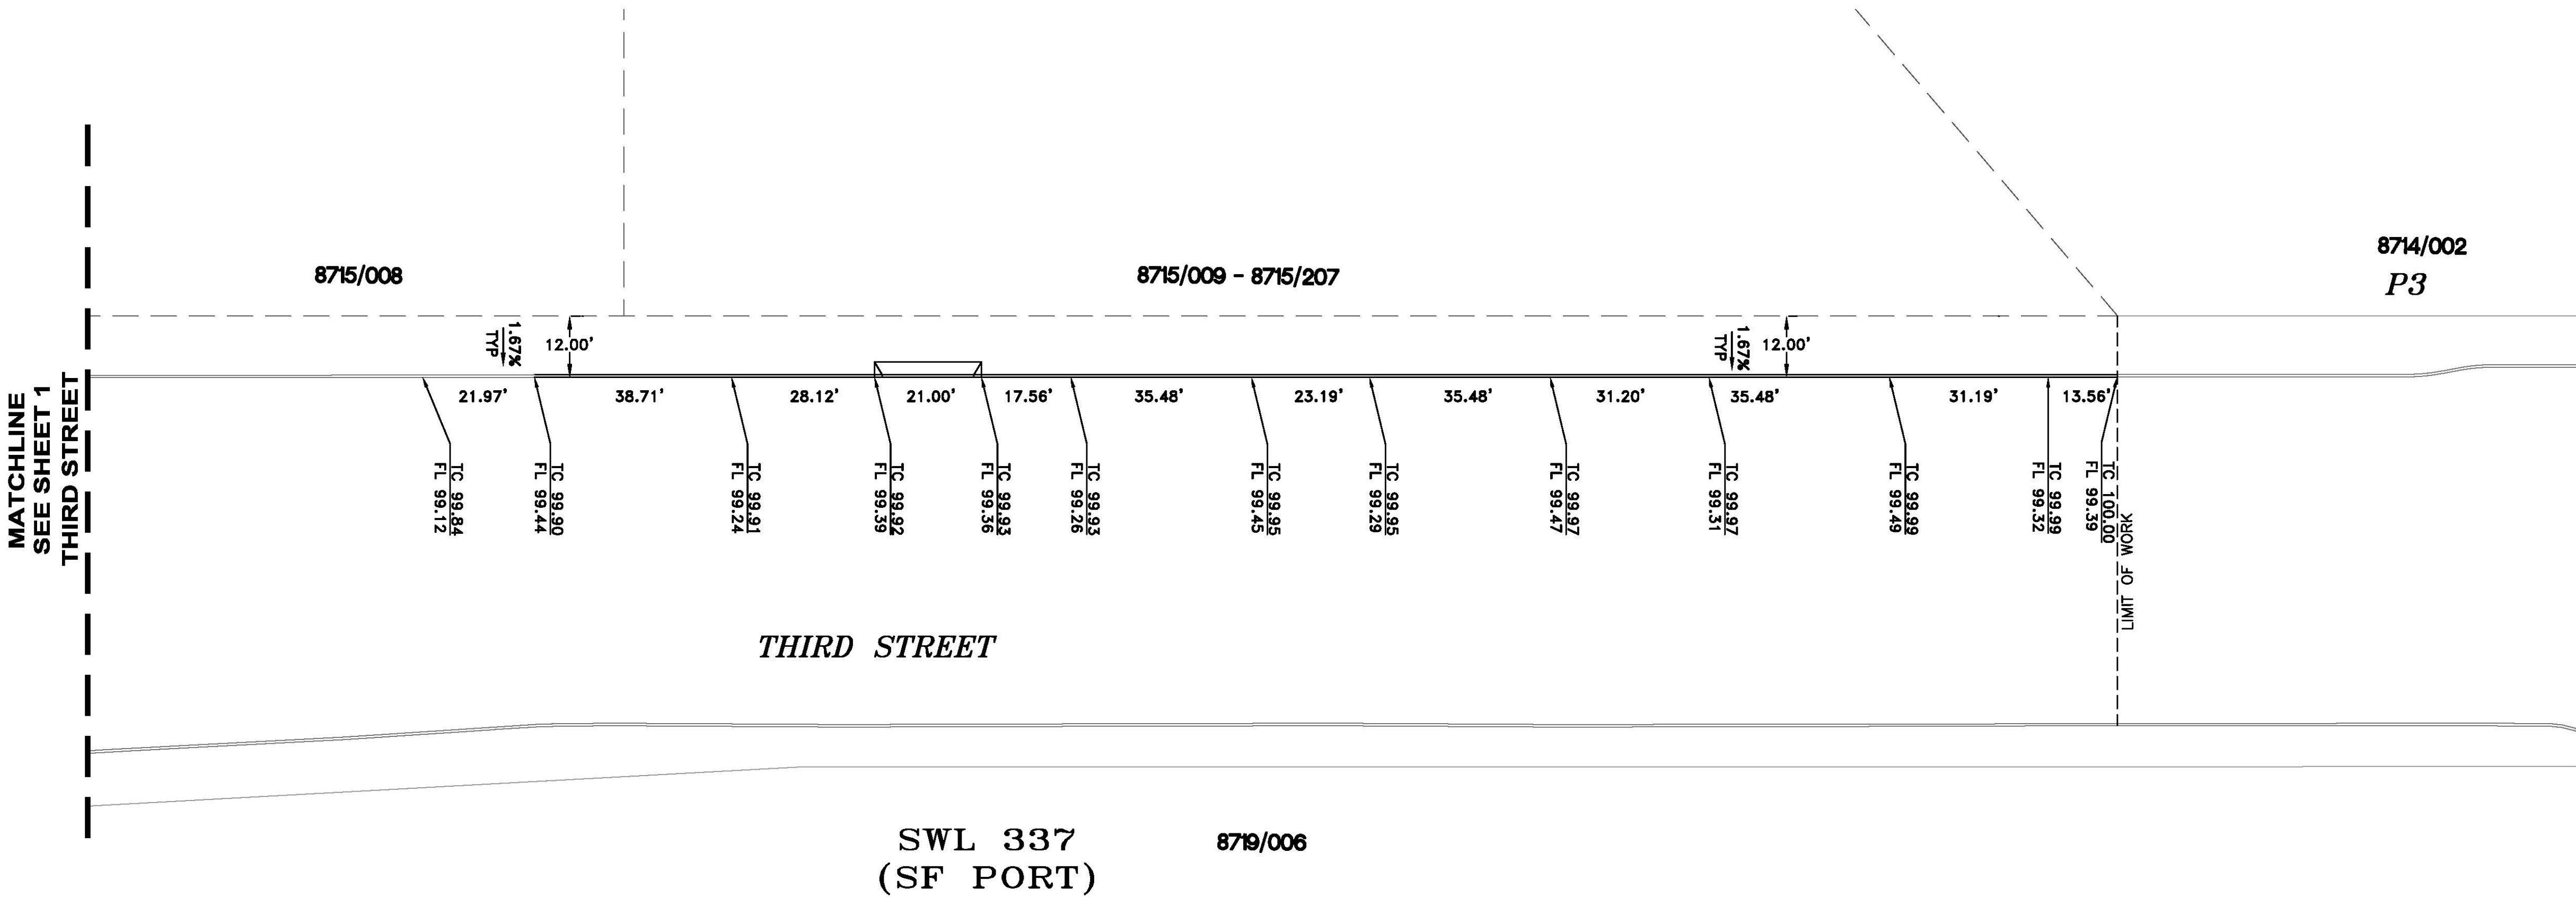 8714/002
P3
8715/008
8715/009 - 8715/207
1.67%
TYP
12.00'
1.67%
TYP
12.00'
21.97'
38.71'
28.12'
21.00'
17.56'
35.48'
23.19'
35.48'
31.20'
35.48'
31.19'
13.56'
MATCHLINE
SEE SHEET 1
THIRD STREET
TC 99.84
FL 99.12
TC 99.90
FL 99.44
TC 99.91
FL 99.24
TC 99.92
FL 99.39
TC 99.93
FL 99.36
TC 99.93
FL 99.26
TC 99.95
FL 99.45
TC 99.95
FL 99.29
TC 99.97
FL 99.47
TC 99.97
FL 99.31
TC 99.99
FL 99.49
TC 99.99
FL 99.32
TC 100.00
FL 99.39
LIMIT OF WORK
THIRD STREET
SWL 337
(SF PORT)
8719/006